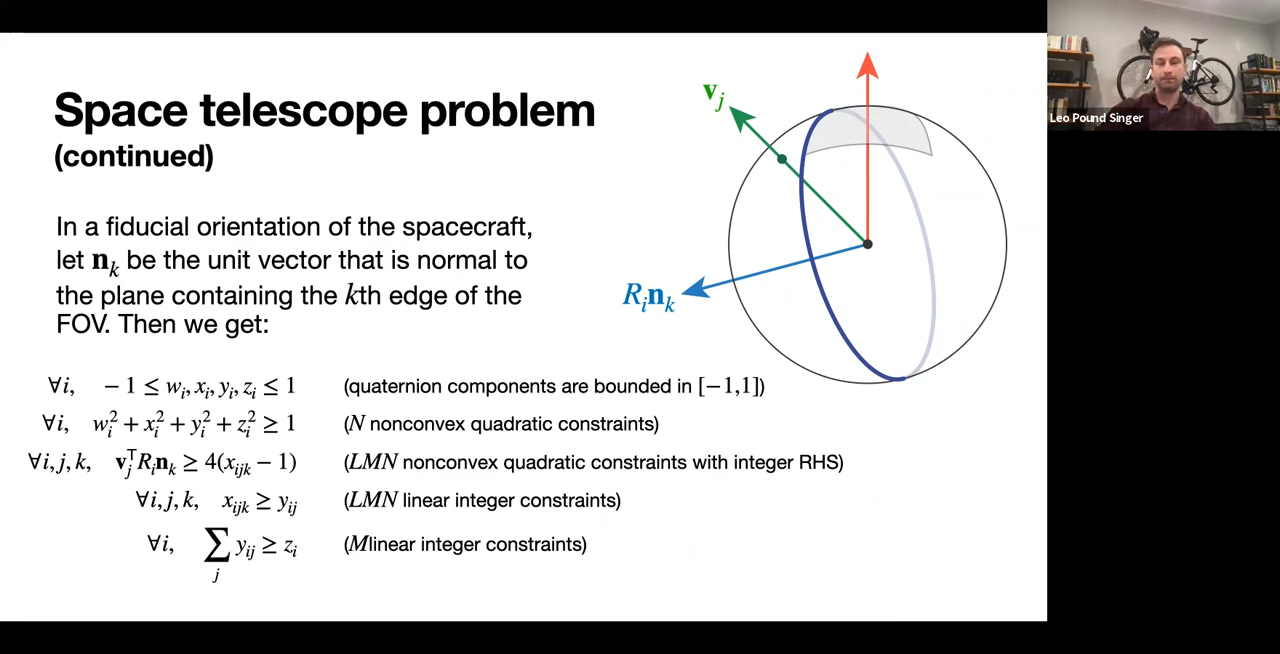 Space telescope problem
(continued)
In a fiducial orientation of the spacecraft,
let nₖ be the unit vector that is normal to
the plane containing the kth edge of the
FOV. Then we get:
vⱼ
Rᵢnₖ
∀i, − 1 ≤ wᵢ, xᵢ, yᵢ, zᵢ ≤ 1 (quaternion components are bounded in [−1,1])
∀i, wᵢ² + xᵢ² + yᵢ² + zᵢ² ≥ 1 (N nonconvex quadratic constraints)
∀i, j, k, vⱼᵀRᵢnₖ ≥ 4(xᵢⱼₖ − 1) (LMN nonconvex quadratic constraints with integer RHS)
∀i, j, k, xᵢⱼₖ ≥ yᵢⱼ (LMN linear integer constraints)
∀i, ∑ⱼ yᵢⱼ ≥ zᵢ (Mlinear integer constraints)
Leo Pound Singer